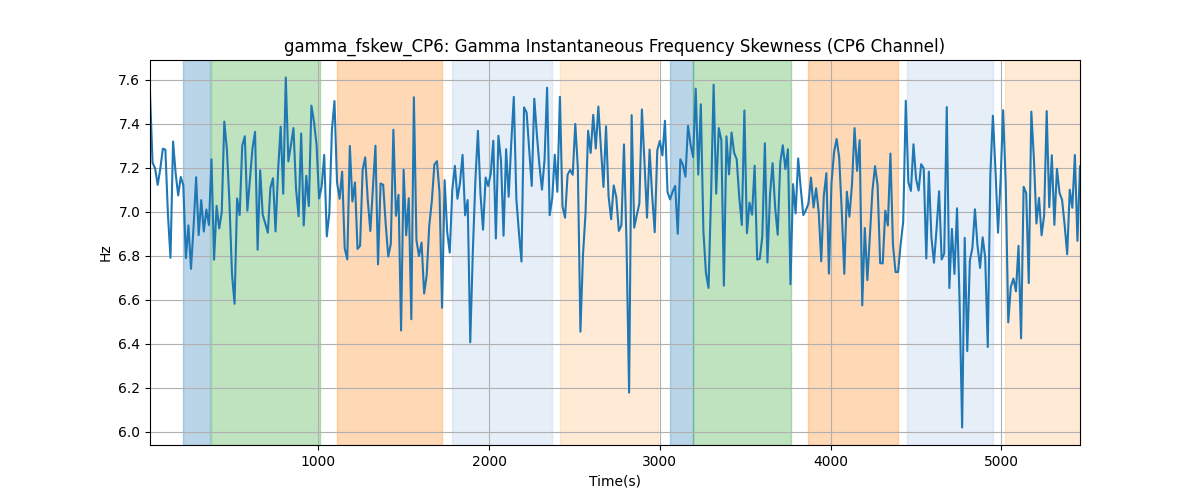 gamma_fskew_CP6: Gamma Instantaneous Frequency Skewness (CP6 Channel)
7.6
7.4
7.2
7.0
6.8
6.6
6.4
6.2
6.0
Hz
1000 2000 3000 4000 5000
Time(s)